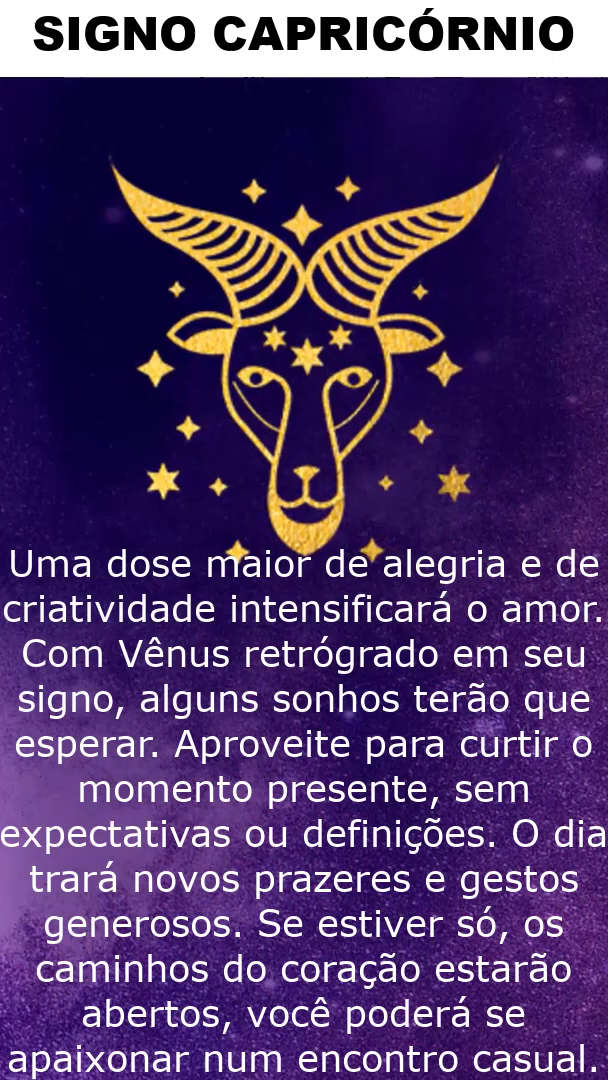 SIGNO CAPRICÓRNIO
Uma dose maior de alegria e de
criatividade intensificará o amor.
Com Vênus retrógrado em seu
signo, alguns sonhos terão que
esperar. Aproveite para curtir o
momento presente, sem
expectativas ou definições. O dia
trará novos prazeres e gestos
generosos. Se estiver só, os
caminhos do coração estarão
abertos, você poderá se
apaixonar num encontro casual.